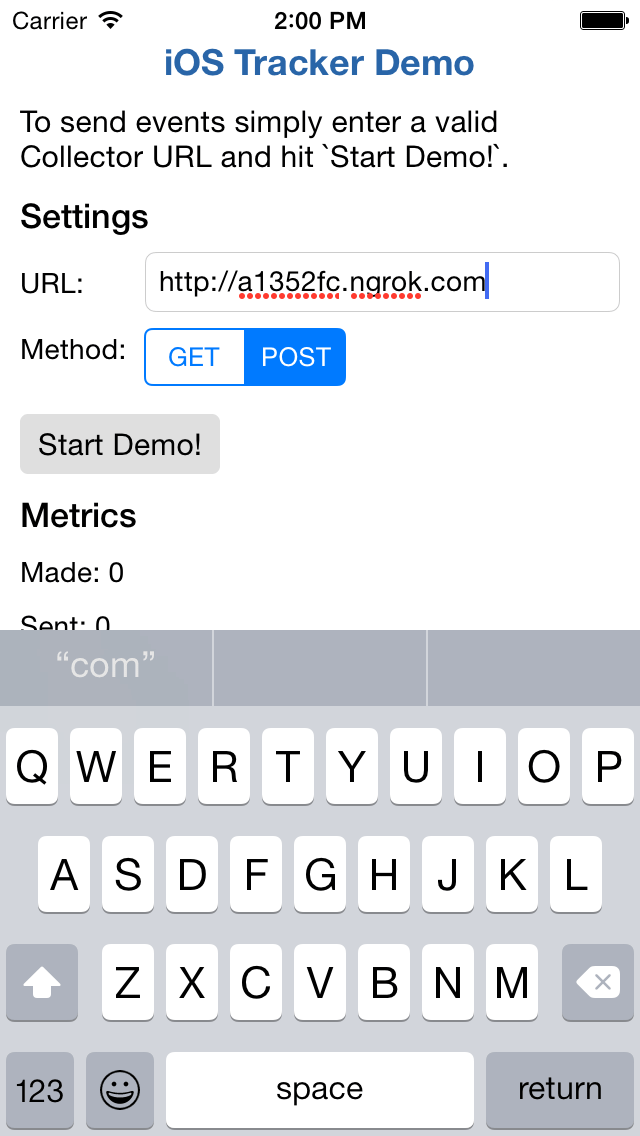 Carrier 2:00 PM
iOS Tracker Demo
To send events simply enter a valid
Collector URL and hit `Start Demo!`.
Settings
URL: http://a1352fc.ngrok.com
Method: GET POST
Start Demo!
Metrics
Made: 0
Sent: 0
“com”
Q W E R T Y U I O P
A S D F G H J K L
Z X C V B N M
123 space return